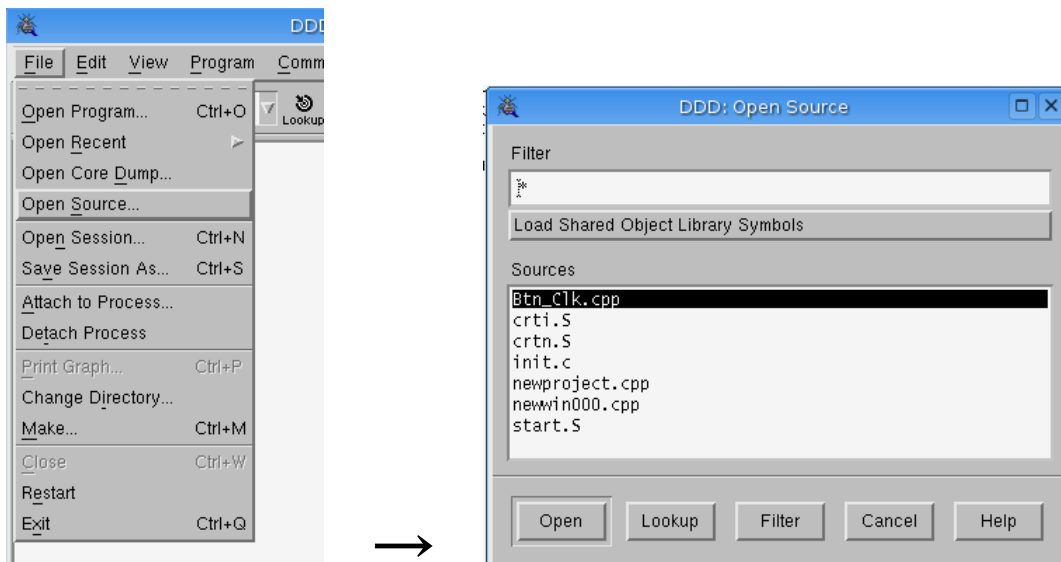 DDD
File Edit View Program Comm
Lookup
Open Program... Ctrl+O
Open Recent
Open Core Dump...
Open Source...
Open Session... Ctrl+N
Save Session As... Ctrl+S
Attach to Process...
Detach Process
Print Graph... Ctrl+P
Change Directory...
Make... Ctrl+M
Close Ctrl+W
Restart
Exit Ctrl+Q
→
DDD: Open Source
Filter
*
Load Shared Object Library Symbols
Sources
Btn_Clk.cpp
crti.S
crtn.S
init.c
newproject.cpp
newwin000.cpp
start.S
Open Lookup Filter Cancel Help